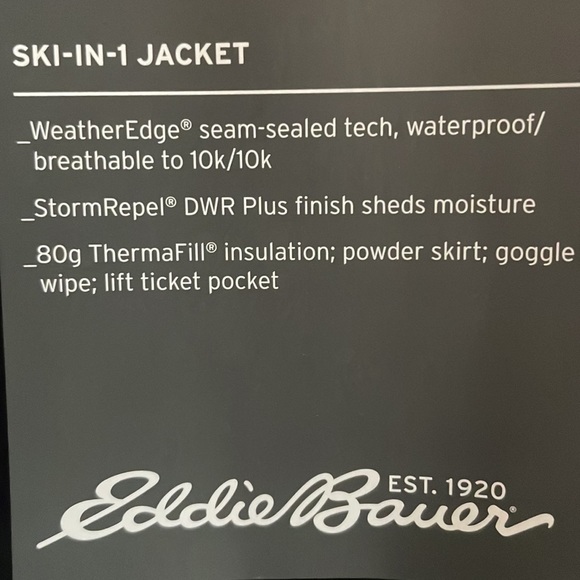 SKI-IN-1 JACKET
_WeatherEdge® seam-sealed tech, waterproof/
breathable to 10k/10k
_StormRepel® DWR Plus finish sheds moisture
_80g ThermaFill® insulation; powder skirt; goggle
wipe; lift ticket pocket
EST. 1920
Eddie Bauer®